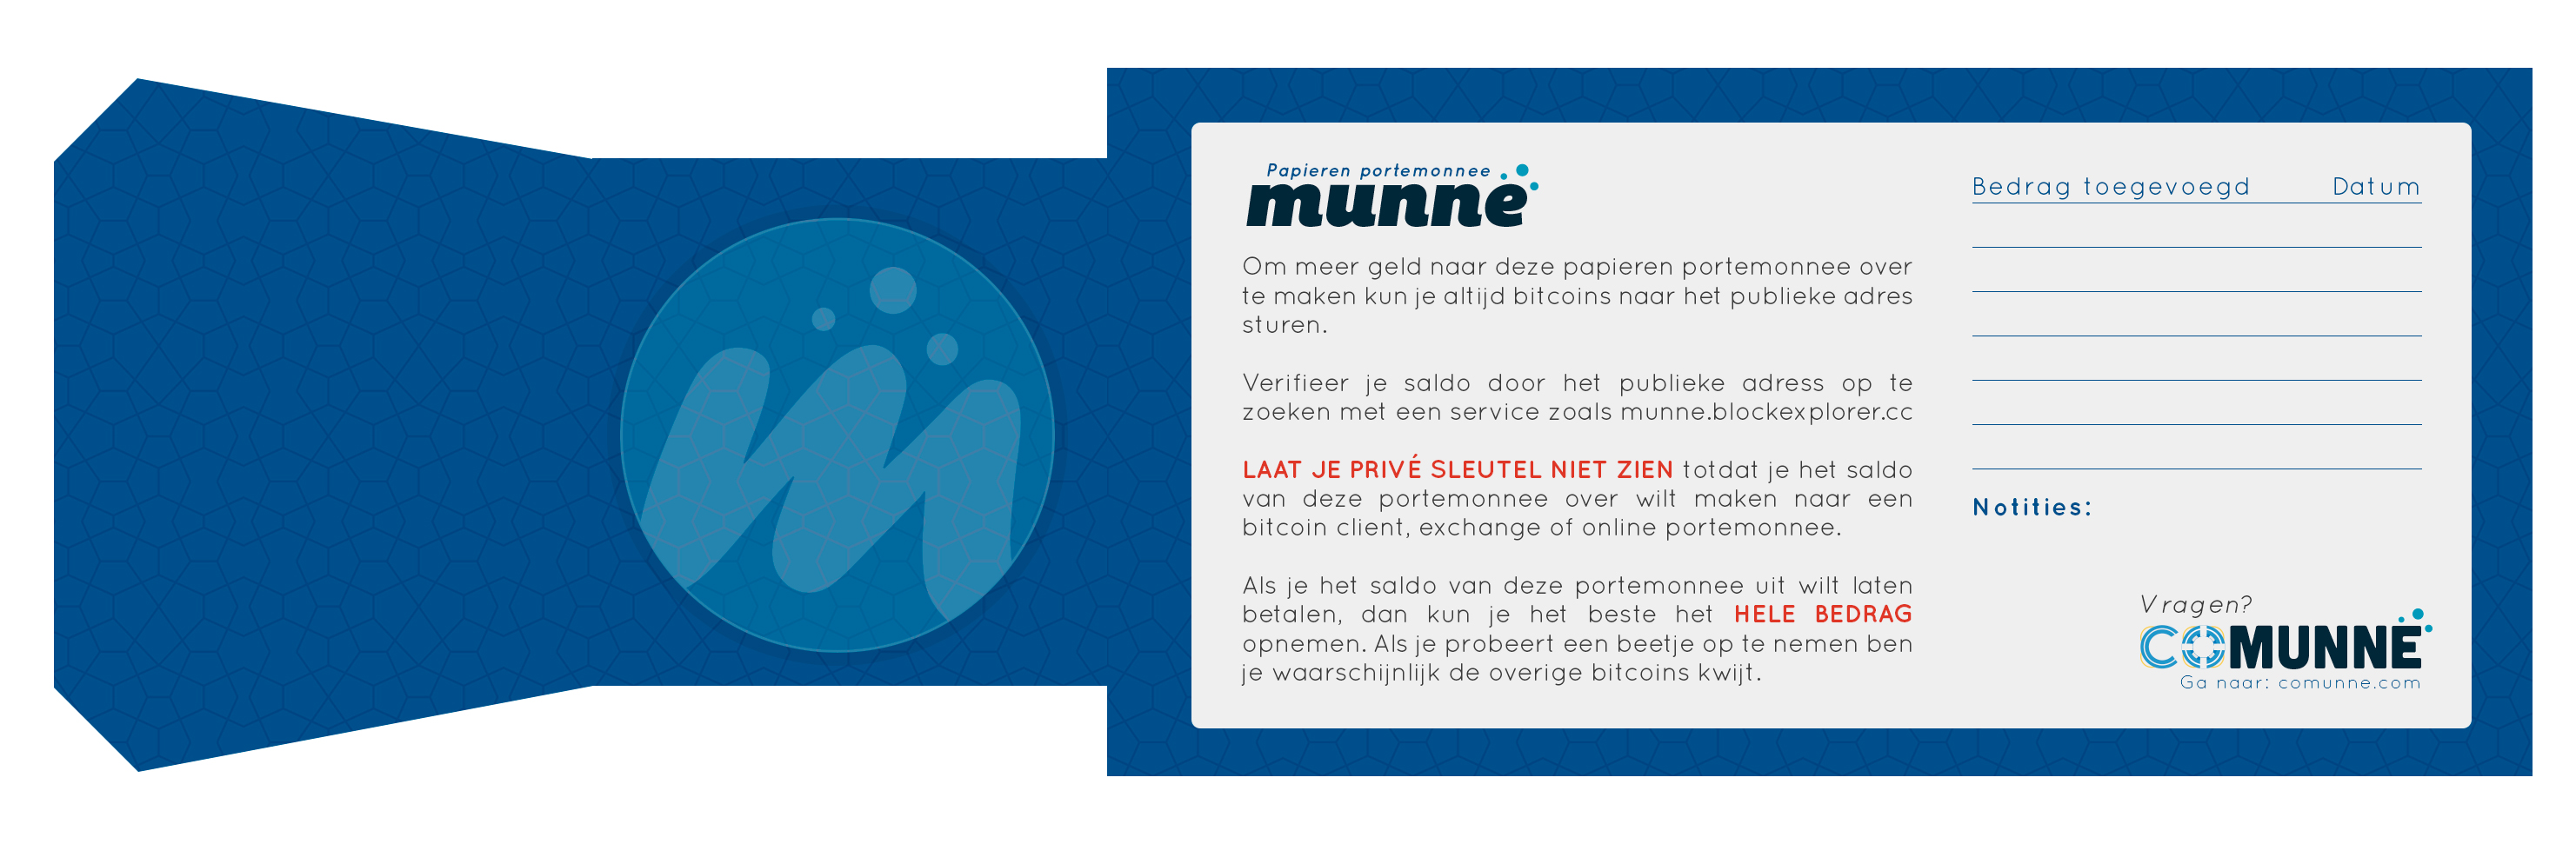 Papieren portemonnee
munne
Om meer geld naar deze papieren portemonnee over
te maken kun je altijd bitcoins naar het publieke adres
sturen.
Verifieer je saldo door het publieke adress op te
zoeken met een service zoals munne.blockexplorer.cc
LAAT JE PRIVÉ SLEUTEL NIET ZIEN totdat je het saldo
van deze portemonnee over wilt maken naar een
bitcoin client, exchange of online portemonnee.
Als je het saldo van deze portemonnee uit wilt laten
betalen, dan kun je het beste het HELE BEDRAG
opnemen. Als je probeert een beetje op te nemen ben
je waarschijnlijk de overige bitcoins kwijt.
Bedrag toegevoegd Datum
Notities:
Vragen?
COMUNNE
Ga naar: comunne.com